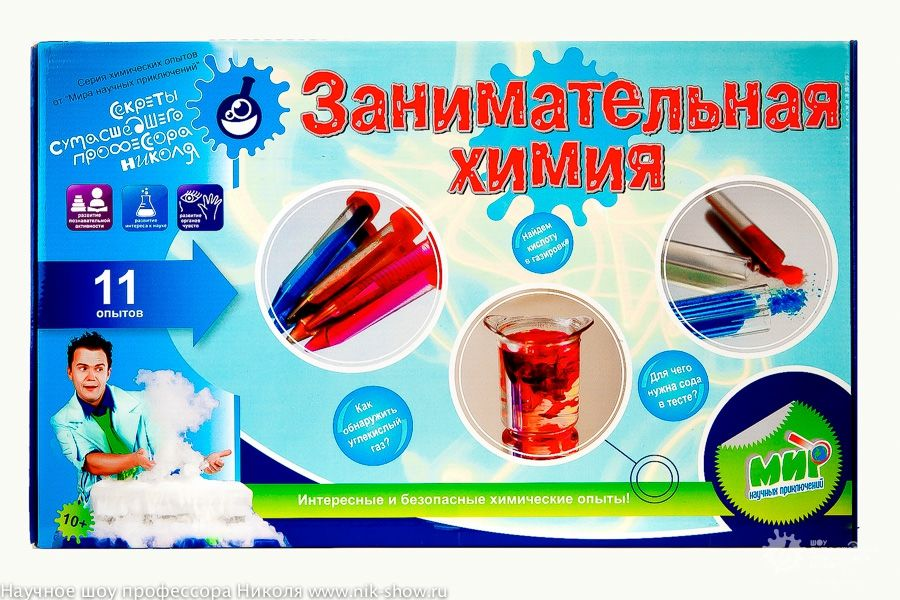 Серия химических опытов
от "Мира научных приключений"
Секреты
сумасшедшего
профессора
Николя
Занимательная
химия
развитие
познавательной
активности
развитие
интереса к науке
развитие
органов
чувств
11
опытов
Найдем
кислоту
в газировке
Для чего
нужна сода
в тесте?
Как
обнаружить
углекислый
газ?
МИР
научных приключений
Интересные и безопасные химические опыты!
10+
шоу
Научное шоу профессора Николя www.nik-show.ru